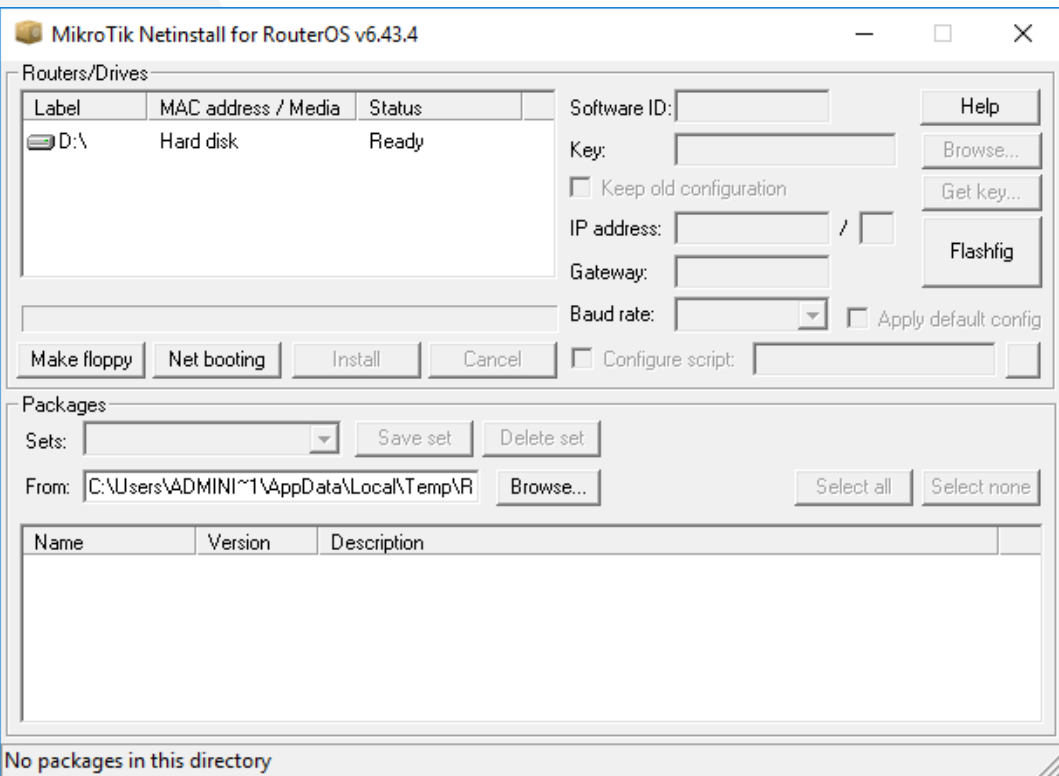 MikroTik Netinstall for RouterOS v6.43.4
Routers/Drives
Label MAC address / Media Status
D:\ Hard disk Ready
Software ID: Help
Key: Browse...
Keep old configuration Get key...
IP address: /
Flashfig
Gateway:
Baud rate: Apply default config
Make floppy Net booting Install Cancel Configure script:
Packages
Sets: Save set Delete set
From: C:\Users\ADMINI~1\AppData\Local\Temp\R Browse... Select all Select none
Name Version Description
No packages in this directory